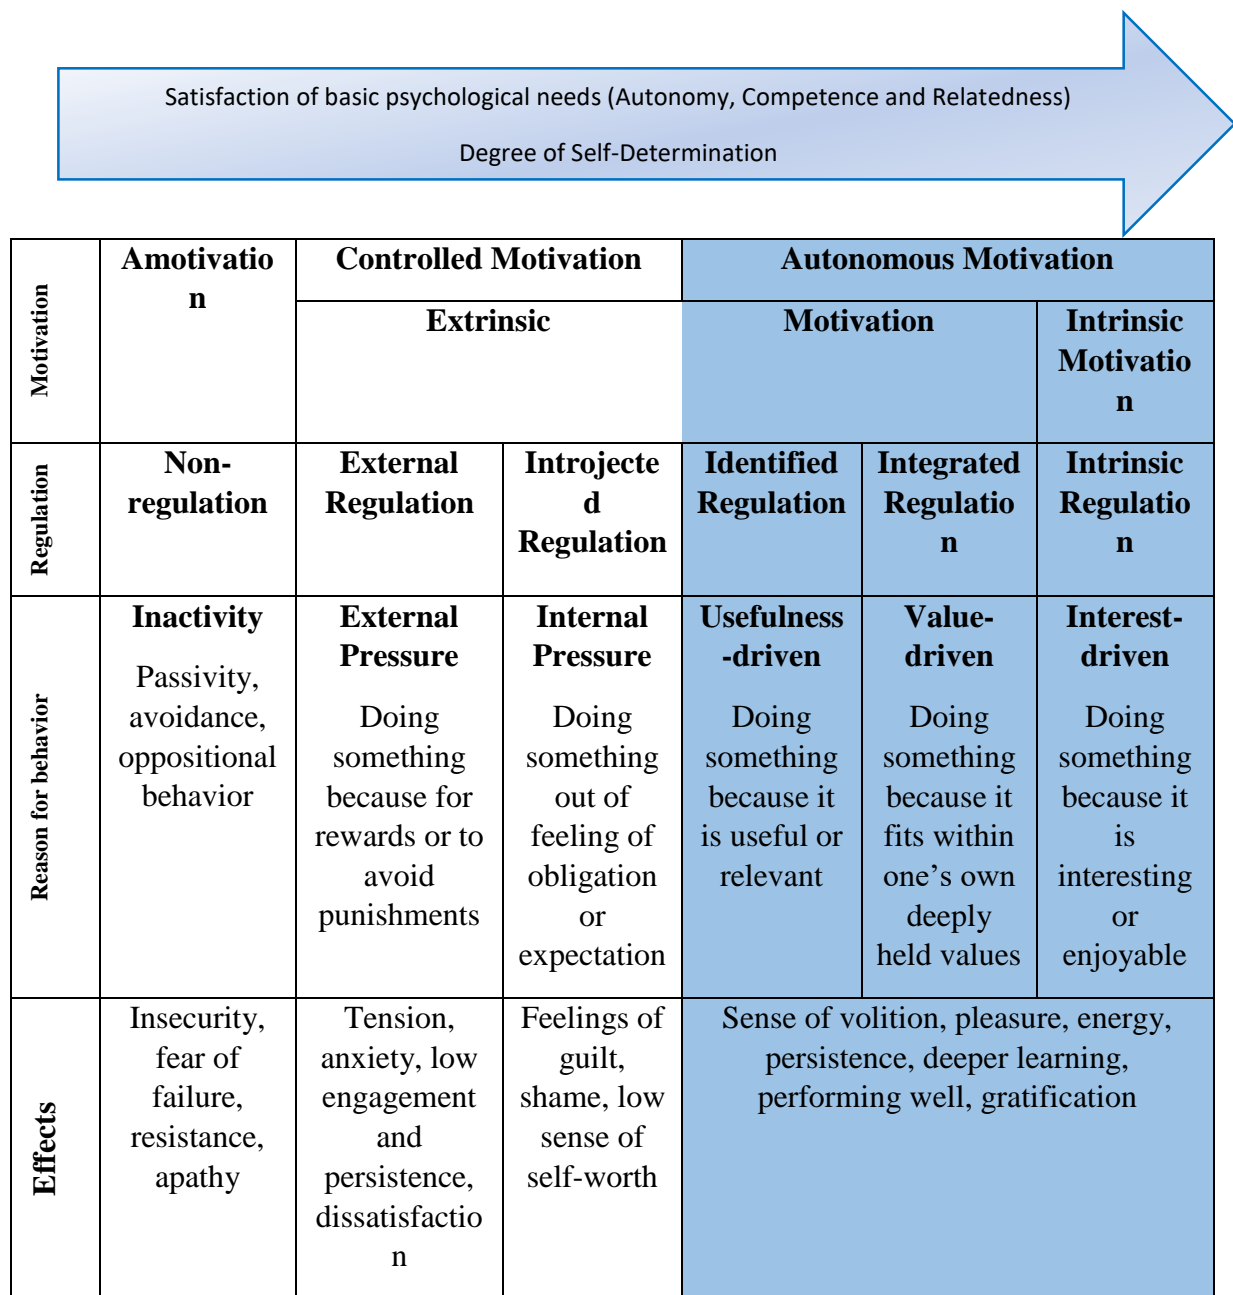 Satisfaction of basic psychological needs (Autonomy, Competence and Relatedness)
Degree of Self-Determination
Motivation
Amotivatio
n
Controlled Motivation
Autonomous Motivation
Extrinsic
Motivation
Intrinsic
Motivatio
n
Regulation
Non-
regulation
External
Regulation
Introjecte
d
Regulation
Identified
Regulation
Integrated
Regulatio
n
Intrinsic
Regulatio
n
Reason for behavior
Inactivity
Passivity,
avoidance,
oppositional
behavior
External
Pressure
Doing
something
because for
rewards or to
avoid
punishments
Internal
Pressure
Doing
something
out of
feeling of
obligation
or
expectation
Usefulness
-driven
Doing
something
because it
is useful or
relevant
Value-
driven
Doing
something
because it
fits within
one’s own
deeply
held values
Interest-
driven
Doing
something
because it
is
interesting
or
enjoyable
Effects
Insecurity,
fear of
failure,
resistance,
apathy
Tension,
anxiety, low
engagement
and
persistence,
dissatisfactio
n
Feelings of
guilt,
shame, low
sense of
self-worth
Sense of volition, pleasure, energy,
persistence, deeper learning,
performing well, gratification